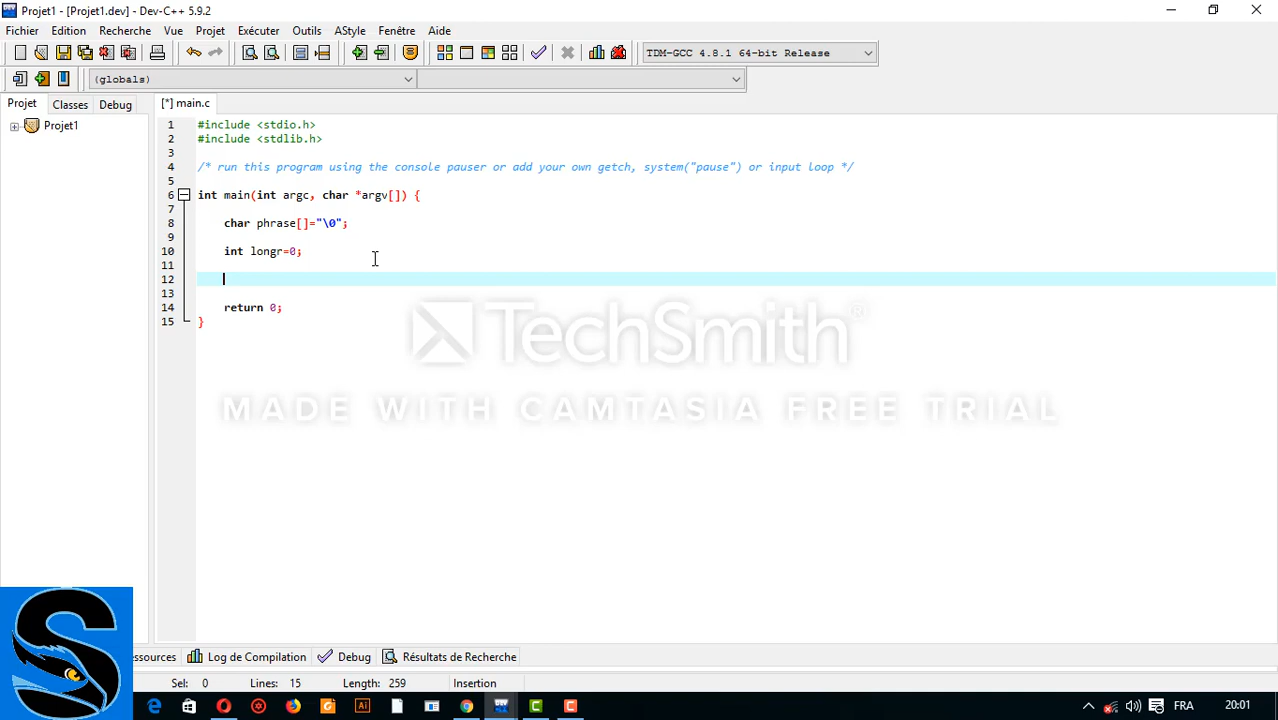 Projet1 - [Projet1.dev] - Dev-C++ 5.9.2
Fichier Edition Recherche Vue Projet Exécuter Outils AStyle Fenêtre Aide
TDM-GCC 4.8.1 64-bit Release
(globals)
Projet Classes Debug [*] main.c
Projet1
1 #include <stdio.h>
2 #include <stdlib.h>
3
4 /* run this program using the console pauser or add your own getch, system("pause") or input loop */
5
6 int main(int argc, char *argv[]) {
7
8 char phrase[]="\0";
9
10 int longr=0;
11
12
13
14 return 0;
15 }
TechSmith®
MADE WITH CAMTASIA FREE TRIAL
ssources Log de Compilation Debug Résultats de Recherche
Sel: 0 Lines: 15 Length: 259 Insertion
FRA 20:01